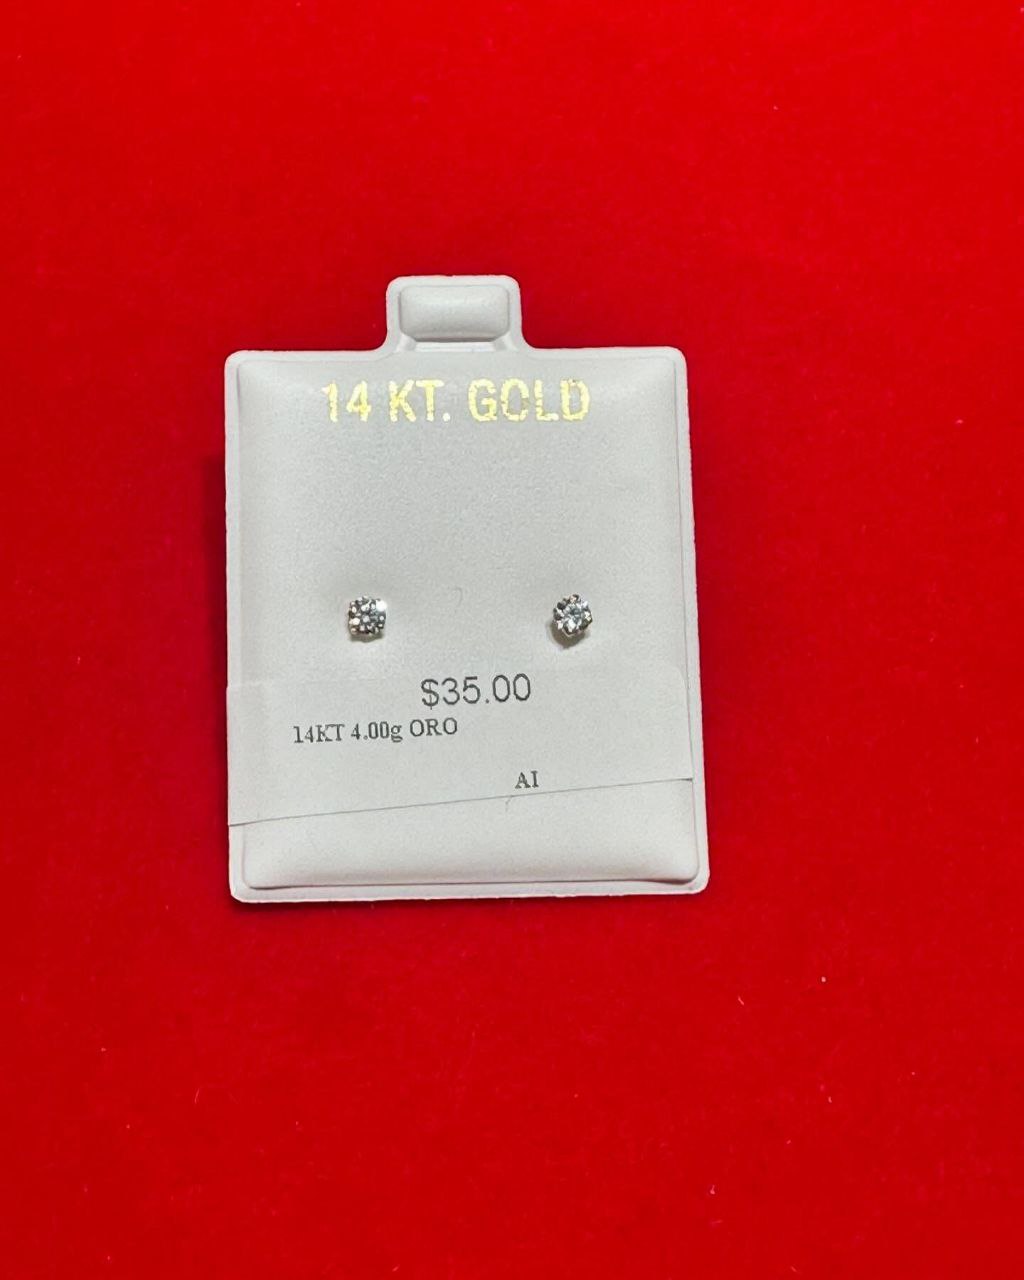 14 KT. GOLD
$35.00
14KT 4.00g ORO
AI